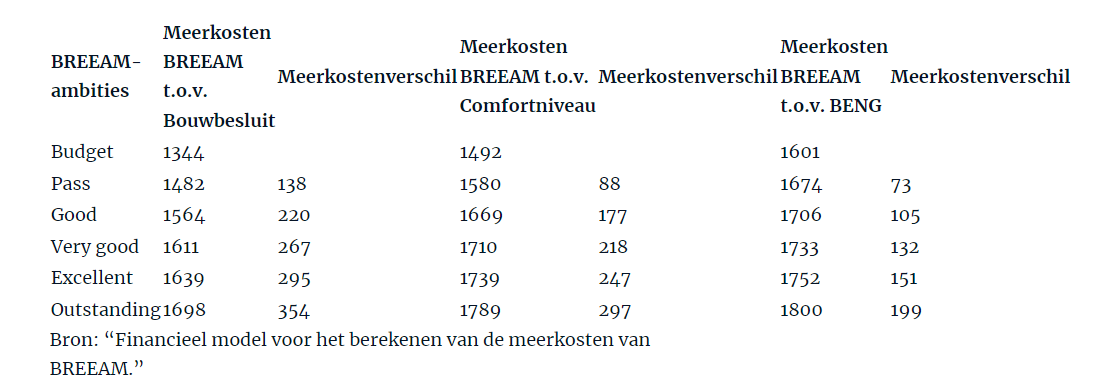 BREEAM-ambities Meerkosten BREEAM t.o.v. Bouwbesluit Meerkostenverschil Meerkosten BREEAM t.o.v. Comfortniveau Meerkostenverschil Meerkosten BREEAM t.o.v. BENG Meerkostenverschil
Budget 1344 1492 1601
Pass 1482 138 1580 88 1674 73
Good 1564 220 1669 177 1706 105
Very good 1611 267 1710 218 1733 132
Excellent 1639 295 1739 247 1752 151
Outstanding 1698 354 1789 297 1800 199
Bron: “Financieel model voor het berekenen van de meerkosten van
BREEAM.”